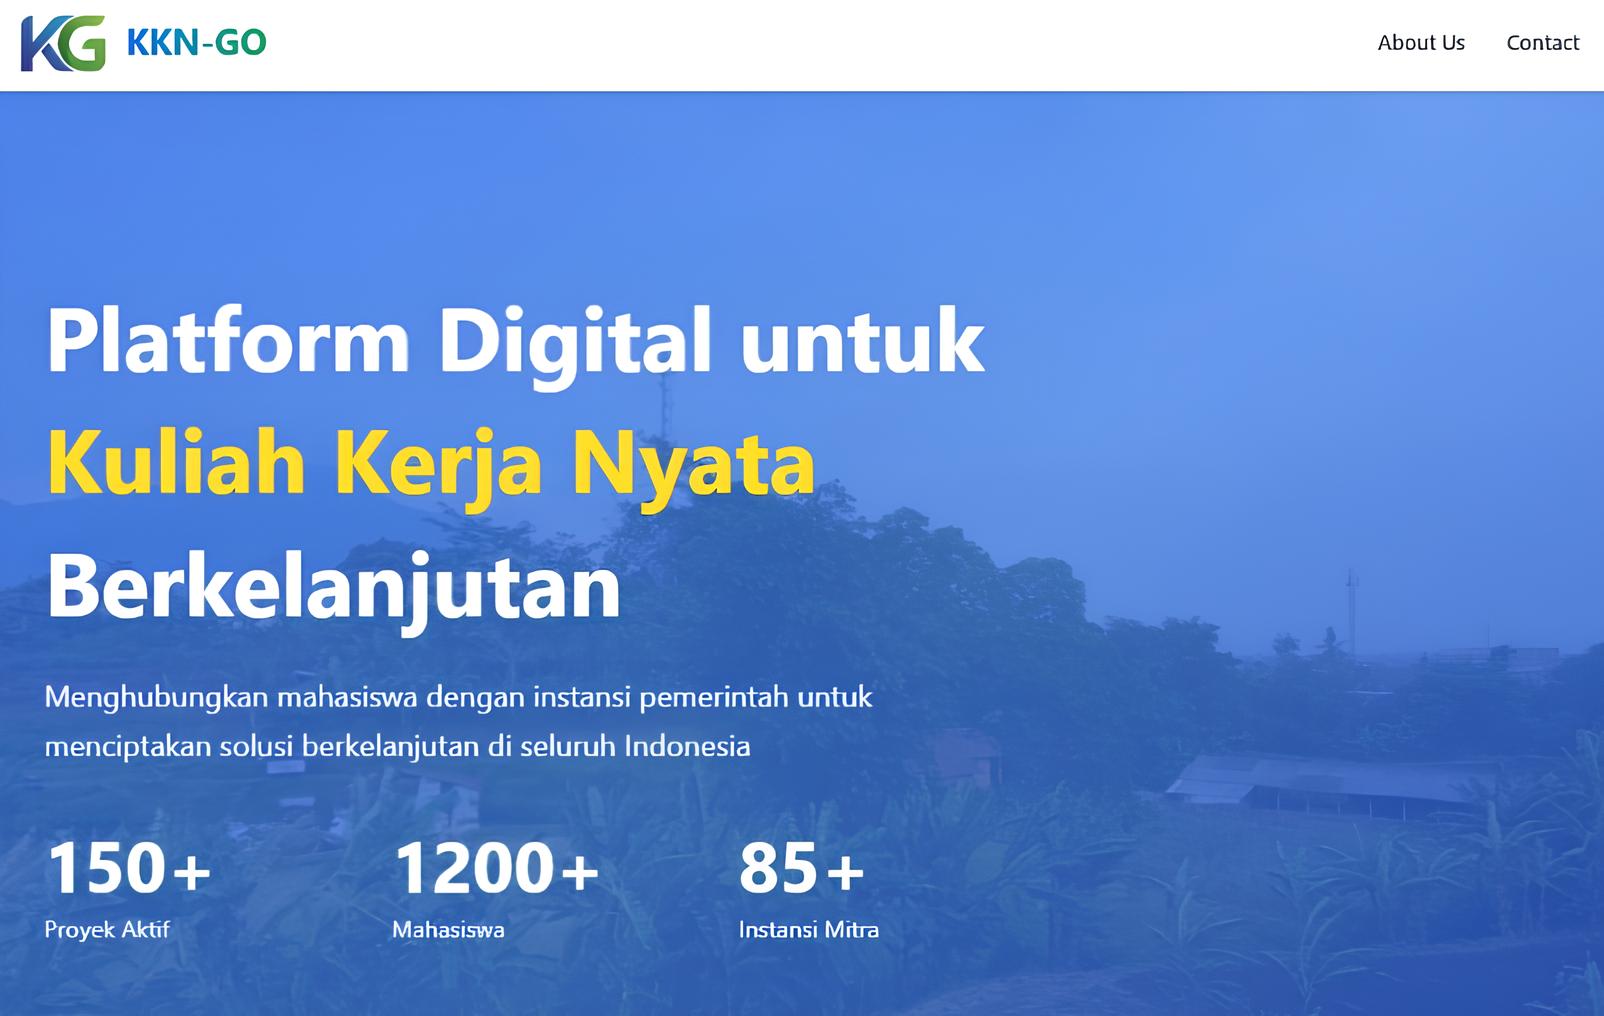 KG KKN-GO
About Us Contact
Platform Digital untuk
Kuliah Kerja Nyata
Berkelanjutan
Menghubungkan mahasiswa dengan instansi pemerintah untuk
menciptakan solusi berkelanjutan di seluruh Indonesia
150+ 1200+ 85+
Proyek Aktif Mahasiswa Instansi Mitra